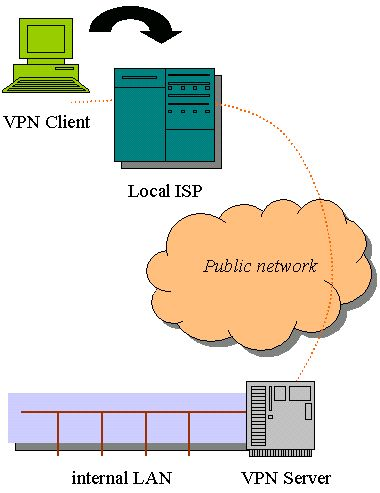 VPN Client
Local ISP
Public network
internal LAN
VPN Server